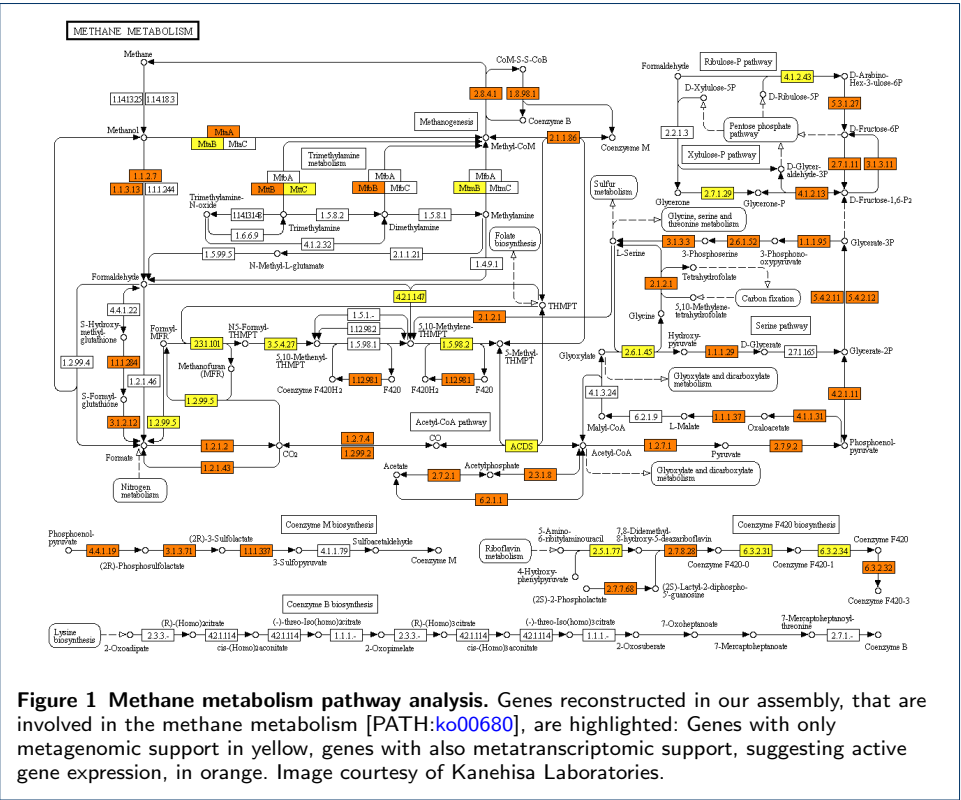 METHANE METABOLISM
Methane
CoM-S-S-CoB
Formaldehyde
Ribulose-P pathway
4.1.2.43
D-Arabino-
Hex-3-ulose-6P
D-Xylulose-5P
D-Ribulose-5P
1.14.13.25 1.14.18.3
2.8.4.1
1.8.98.1
5.3.1.27
Methanogenesis
Coenzyme B
Methanol
MtaA
MtaB MtaC
2.1.1.86
Methyl-CoM
Coenzyeme M
2.2.1.3
Pentose phosphate
pathway
D-Fructose-6P
Xylulose-P pathway
2.7.1.11
3.1.3.11
Trimethylamine
metabolism
MtbA
MttB MttC
MtbA
MtbB MtbC
MtbA
MtmB MtmC
1.1.2.7
1.1.3.13 1.1.1.244
Sulfur
metabolism
D-Glycer
aldehyde-3P
2.7.1.29
4.1.2.13
Glycerone
Glycerone-P
D-Fructose-1,6-P2
Trimethylamine-
N-oxide
1.14.13.148
1.5.8.2
1.5.8.1
Methylamine
Trimethylamine
Dimethylamine
1.6.6.9
4.1.2.32
Glycine, serine and
threonine metabolism
Folate
biosynthesis
3.1.3.3
2.6.1.52
1.1.1.95
Glycerate-3P
L-Serine
3-Phosphoserine
3-Phosphono-
oxypyruvate
1.5.99.5
2.1.1.21
N-Methyl-L-glutamate
1.4.9.1
Tetrahydrofolate
Formaldehyde
2.1.2.1
Carbon fixation
5,10-Methylene-
tetrahydrofolate
5.4.2.11
5.4.2.12
4.2.1.147
THMPT
4.4.1.22
2.1.2.1
Glycine
Serine pathway
S-Hydroxy-
methyl-
glutathione
Formyl-
MFR
N5-Formyl-
THMPT
1.5.1.-
1.12.98.2
1.5.98.1
5,10-Methylene-
THMPT
Hydroxy-
pyruvate
D-Glycerate
2.3.1.101
3.5.4.27
5,10-Methenyl-
THMPT
1.5.98.2
5-Methyl-
THMPT
Glyoxylate
2.6.1.45
1.1.1.29
2.7.1.165
Glycerate-2P
1.2.99.4
1.1.1.284
Methanofuran
(MFR)
1.12.98.1
1.12.98.1
Coenzyme F420H2
F420
F420H2
F420
Glyoxylate and dicarboxylate
metabolism
1.2.1.46
S-Formyl-
glutathione
1.2.99.5
4.1.3.24
4.2.1.11
3.1.2.12
1.2.99.5
Malyl-CoA
6.2.1.9
L-Malate
1.1.1.37
Oxaloacetate
4.1.1.31
Acetyl-CoA pathway
1.2.1.2
1.2.7.4
1.2.99.2
CO
ACDS
Formate
CO2
Acetyl-CoA
1.2.7.1
Pyruvate
2.7.9.2
Phosphoenol-
pyruvate
1.2.1.43
Acetate
Acetylphosphate
2.7.2.1
2.3.1.8
Glyoxylate and dicarboxylate
metabolism
Nitrogen
metabolism
6.2.1.1
Coenzyme M biosynthesis
Phosphoenol-
pyruvate
(2R)-3-Sulfolactate
Sulfoacetaldehyde
4.4.1.19
3.1.3.71
1.1.1.337
4.1.1.79
(2R)-Phosphosulfolactate
3-Sulfopyruvate
Coenzyme M
5-Amino-
6-ribitylaminouracil
7,8-Didemethyl-
8-hydroxy-5-deazariboflavin
Coenzyme F420 biosynthesis
Riboflavin
metabolism
2.5.1.77
2.7.8.28
6.3.2.31
6.3.2.34
Coenzyme F420
Coenzyme F420-0
Coenzyme F420-1
4-Hydroxy-
phenylpyruvate
2.7.7.68
6.3.2.32
(2S)-2-Phospholactate
(2S)-Lactyl-2-diphospho-
5'-guanosine
Coenzyme F420-3
Coenzyme B biosynthesis
Lysine
biosynthesis
(R)-(Homo)2citrate
(-)-threo-Iso(homo)2citrate
(R)-(Homo)3citrate
(-)-threo-Iso(homo)3citrate
7-Oxoheptanoate
7-Mercaptoheptanoyl-
threonine
2.3.3.-
4.2.1.114
4.2.1.114
1.1.1.-
2.3.3.-
4.2.1.114
4.2.1.114
1.1.1.-
2.7.1.-
2-Oxoadipate
cis-(Homo)2aconitate
2-Oxopimelate
cis-(Homo)3aconitate
2-Oxosuberate
7-Mercaptoheptanoate
Coenzyme B
Figure 1 Methane metabolism pathway analysis. Genes reconstructed in our assembly, that are
involved in the methane metabolism [PATH:ko00680], are highlighted: Genes with only
metagenomic support in yellow, genes with also metatranscriptomic support, suggesting active
gene expression, in orange. Image courtesy of Kanehisa Laboratories.